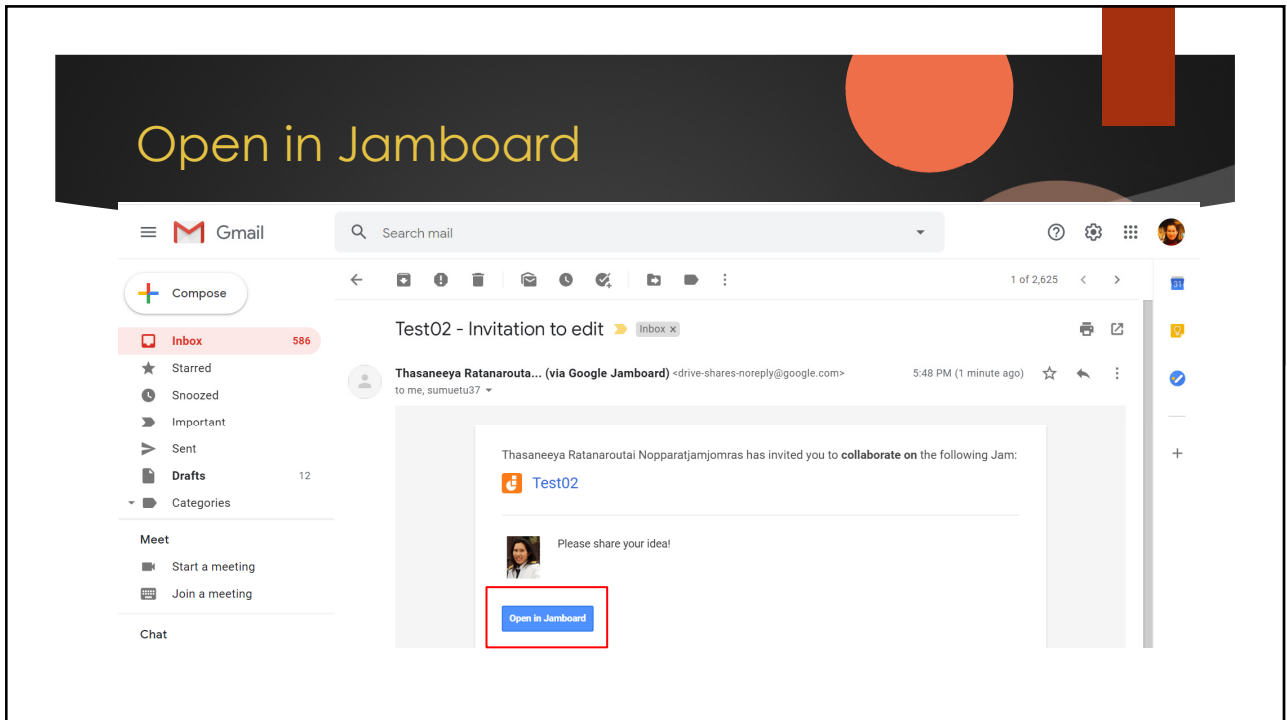 Open in Jamboard
Gmail
Search mail
Compose
1 of 2,625
31
Test02 - Invitation to edit
Inbox x
Inbox 586
Starred
Thasaneeya Ratanarouta... (via Google Jamboard) <drive-shares-noreply@google.com>
5:48 PM (1 minute ago)
to me, sumuetu37
Snoozed
Important
Sent
Drafts 12
Categories
Thasaneeya Ratanaroutai Nopparatjamjomras has invited you to collaborate on the following Jam:
Test02
Meet
Start a meeting
Join a meeting
Please share your idea!
Open in Jamboard
Chat